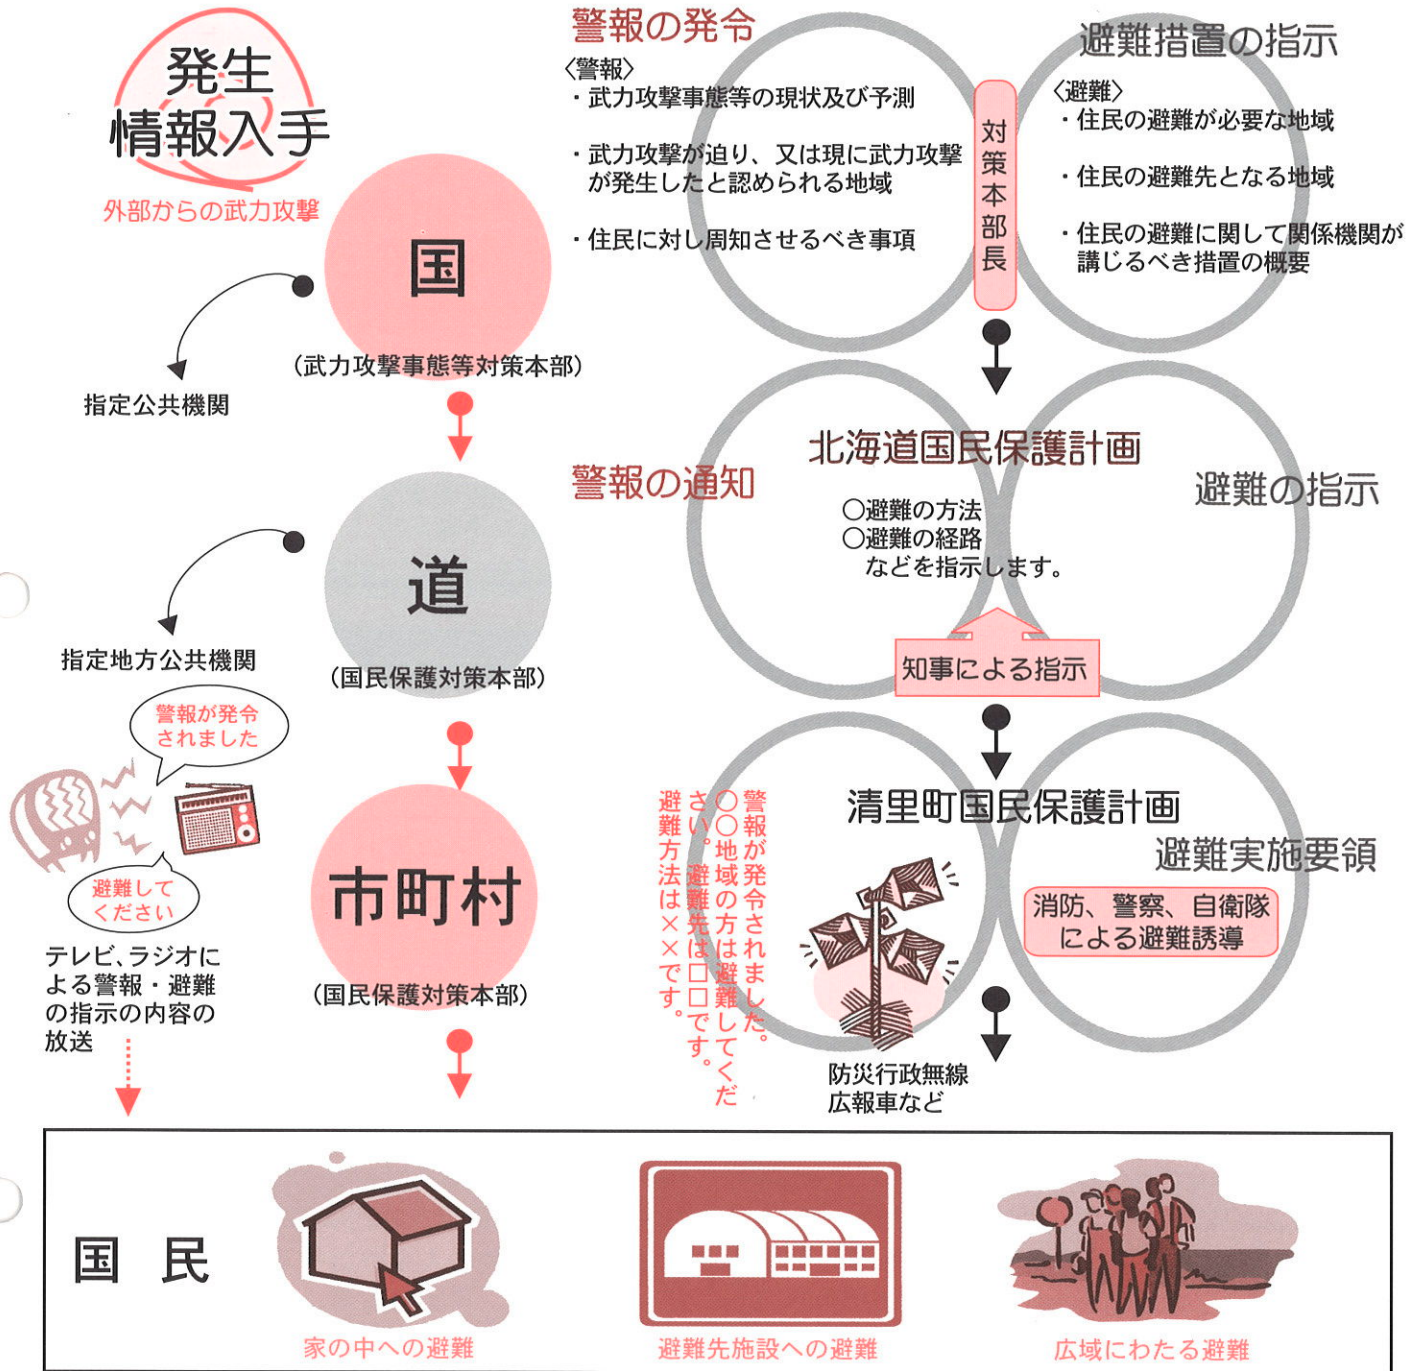 発生
情報入手
外部からの武力攻撃
国
(武力攻撃事態等対策本部)
指定公共機関
道
(国民保護対策本部)
指定地方公共機関
警報が発令
されました
避難して
ください
テレビ、ラジオに
よる警報・避難
の指示の内容の
放送
市町村
(国民保護対策本部)
警報の発令
〈警報〉
・武力攻撃事態等の現状及び予測
・武力攻撃が迫り、又は現に武力攻撃
が発生したと認められる地域
・住民に対し周知させるべき事項
対策本部長
避難措置の指示
〈避難〉
・住民の避難が必要な地域
・住民の避難先となる地域
・住民の避難に関して関係機関が
講じるべき措置の概要
警報の通知
北海道国民保護計画
避難の指示
○避難の方法
○避難の経路
などを指示します。
知事による指示
清里町国民保護計画
避難実施要領
警報が発令されました。
○○地域の方は避難してくだ
さい。避難先は□□です。
避難方法は××です。
消防、警察、自衛隊
による避難誘導
防災行政無線
広報車など
国民
家の中への避難
避難先施設への避難
広域にわたる避難